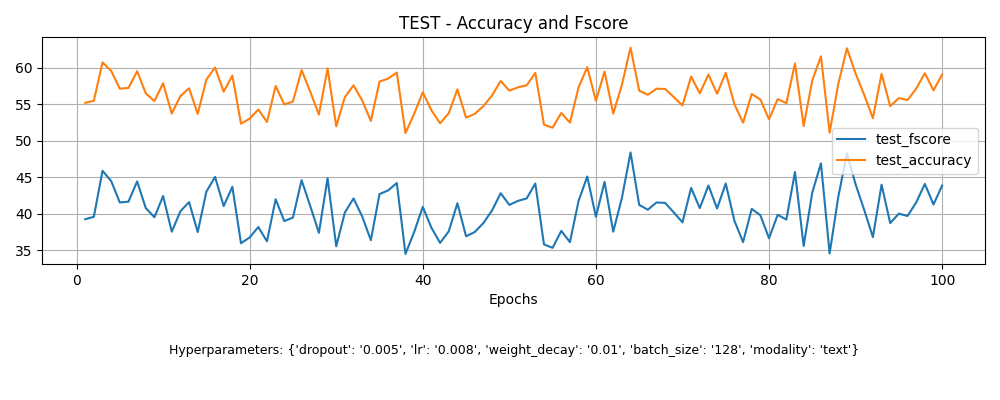 TEST - Accuracy and Fscore
60
55
50
45
40
35
test_fscore
test_accuracy
0 20 40 60 80 100
Epochs
Hyperparameters: {'dropout': '0.005', 'lr': '0.008', 'weight_decay': '0.01', 'batch_size': '128', 'modality': 'text'}